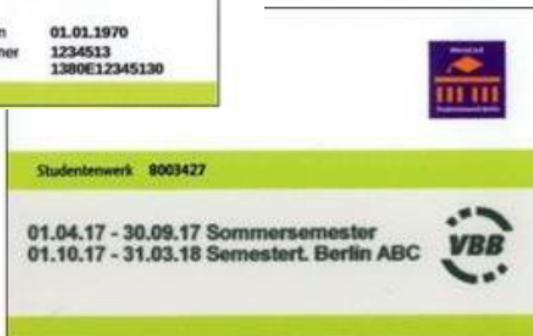 01.01.1970
1234513
1380E12345130
Studentenwerk 8003427
01.04.17 - 30.09.17 Sommersemester
01.10.17 - 31.03.18 Semestert. Berlin ABC
VBB